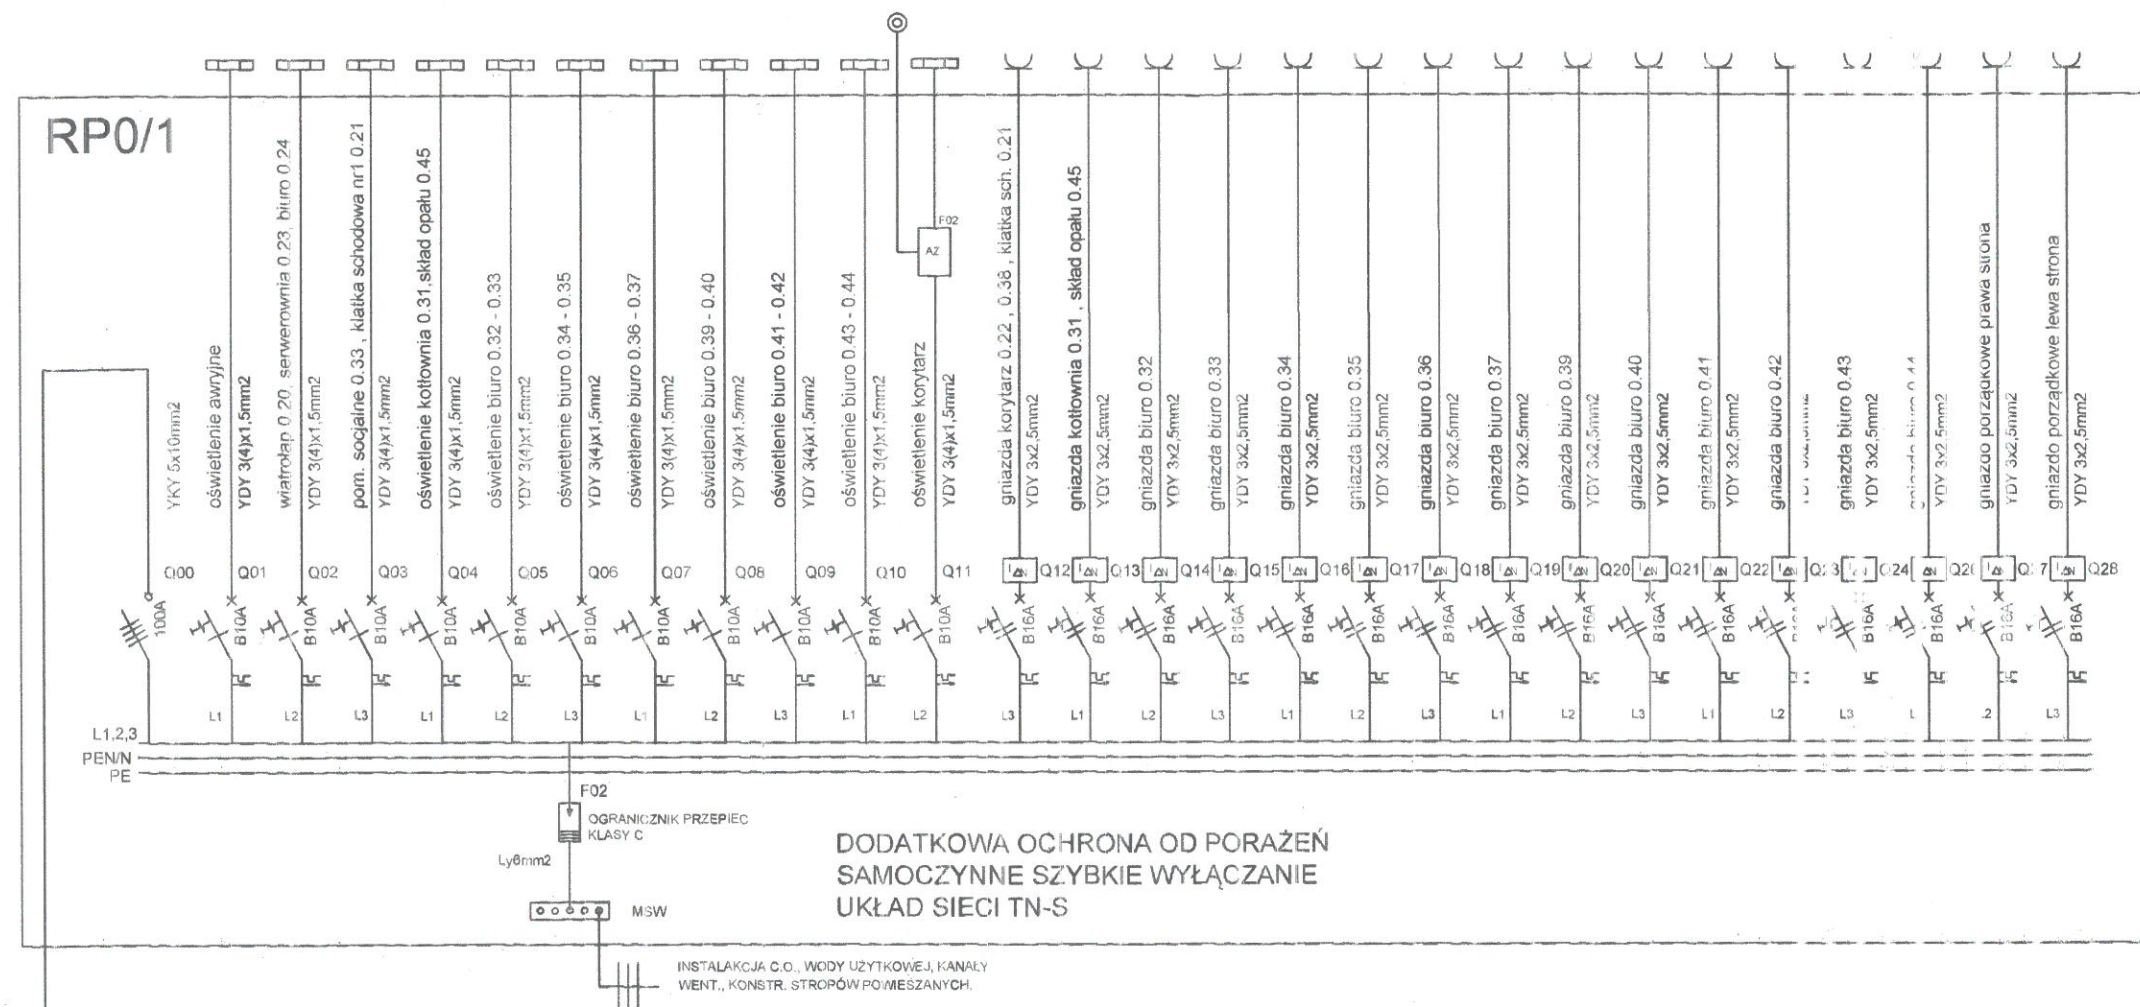 RP0/1
YKY 5x10mm2
oświetlenie awryjne
YDY 3(4)x1,5mm2
wiatrołap 0.20, serwerownia 0.23, biuro 0.24
YDY 3(4)x1,5mm2
pom. socjalne 0.33 , klatka schodowa nr1 0.21
YDY 3(4)x1,5mm2
oświetlenie kotłownia 0.31,skład opału 0.45
YDY 3(4)x1,5mm2
oświetlenie biuro 0.32 - 0.33
YDY 3(4)x1,5mm2
oświetlenie biuro 0.34 - 0.35
YDY 3(4)x1,5mm2
oświetlenie biuro 0.36 - 0.37
YDY 3(4)x1,5mm2
oświetlenie biuro 0.39 - 0.40
YDY 3(4)x1,5mm2
oświetlenie biuro 0.41 - 0.42
YDY 3(4)x1,5mm2
oświetlenie biuro 0.43 - 0.44
YDY 3(4)x1,5mm2
oświetlenie korytarz
YDY 3(4)x1,5mm2
F02
AZ
gniazda korytarz 0.22 , 0.38 , klatka sch. 0.21
YDY 3x2,5mm2
gniazda kotłownia 0.31 , skład opału 0.45
YDY 3x2,5mm2
gniazda biuro 0.32
YDY 3x2,5mm2
gniazda biuro 0.33
YDY 3x2,5mm2
gniazda biuro 0.34
YDY 3x2,5mm2
gniazda biuro 0.35
YDY 3x2,5mm2
gniazda biuro 0.36
YDY 3x2,5mm2
gniazda biuro 0.37
YDY 3x2,5mm2
gniazda biuro 0.39
YDY 3x2,5mm2
gniazda biuro 0.40
YDY 3x2,5mm2
gniazda biuro 0.41
YDY 3x2,5mm2
gniazda biuro 0.42
gniazda biuro 0.43
YDY 3x2,5mm2
YDY 3x2,5mm2
gniazdo porządkowe prawa strona
YDY 3x2,5mm2
gniazdo porządkowe lewa strona
YDY 3x2,5mm2
Q00 Q01 Q02 Q03 Q04 Q05 Q06 Q07 Q08 Q09 Q10 Q11 Q12 Q13 Q14 Q15 Q16 Q17 Q18 Q19 Q20 Q21 Q22 Q28
100A B10A B10A B10A B10A B10A B10A B10A B10A B10A B10A B10A B16A B16A B16A B16A B16A B16A B16A B16A B16A B16A B16A B16A B16A B16A B16A
L1 L2 L3 L1 L2 L3 L1 L2 L3 L1 L2 L3 L1 L2 L3 L1 L2 L3 L1 L2 L3 L1 L2 L3 L3
L1,2,3
PEN/N
PE
F02
OGRANICZNIK PRZEPIEC
KLASY C
Ly6mm2
MSW
DODATKOWA OCHRONA OD PORAŻEŃ
SAMOCZYNNE SZYBKIE WYŁĄCZANIE
UKŁAD SIECI TN-S
INSTALAKCJA C.O., WODY UŻYTKOWEJ, KANAŁY
WENT., KONSTR. STROPÓW POWIESZANYCH.